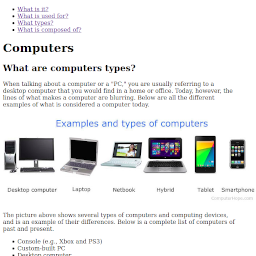 What is it?
What is used for?
What types?
What is composed of?
Computers
What are computers types?
When talking about a computer or a "PC," you are usually referring to a
desktop computer that you would find in a home or office. Today, however, the
lines of what makes a computer are blurring. Below are all the different
examples of what is considered a computer today.
Examples and types of computers
Desktop computer Laptop Netbook Hybrid Tablet Smartphone
ComputerHope.com
The picture above shows several types of computers and computing devices,
and is an example of their differences. Below is a complete list of computers of
past and present.
Console (e.g., Xbox and PS3)
Custom-built PC
Desktop computer